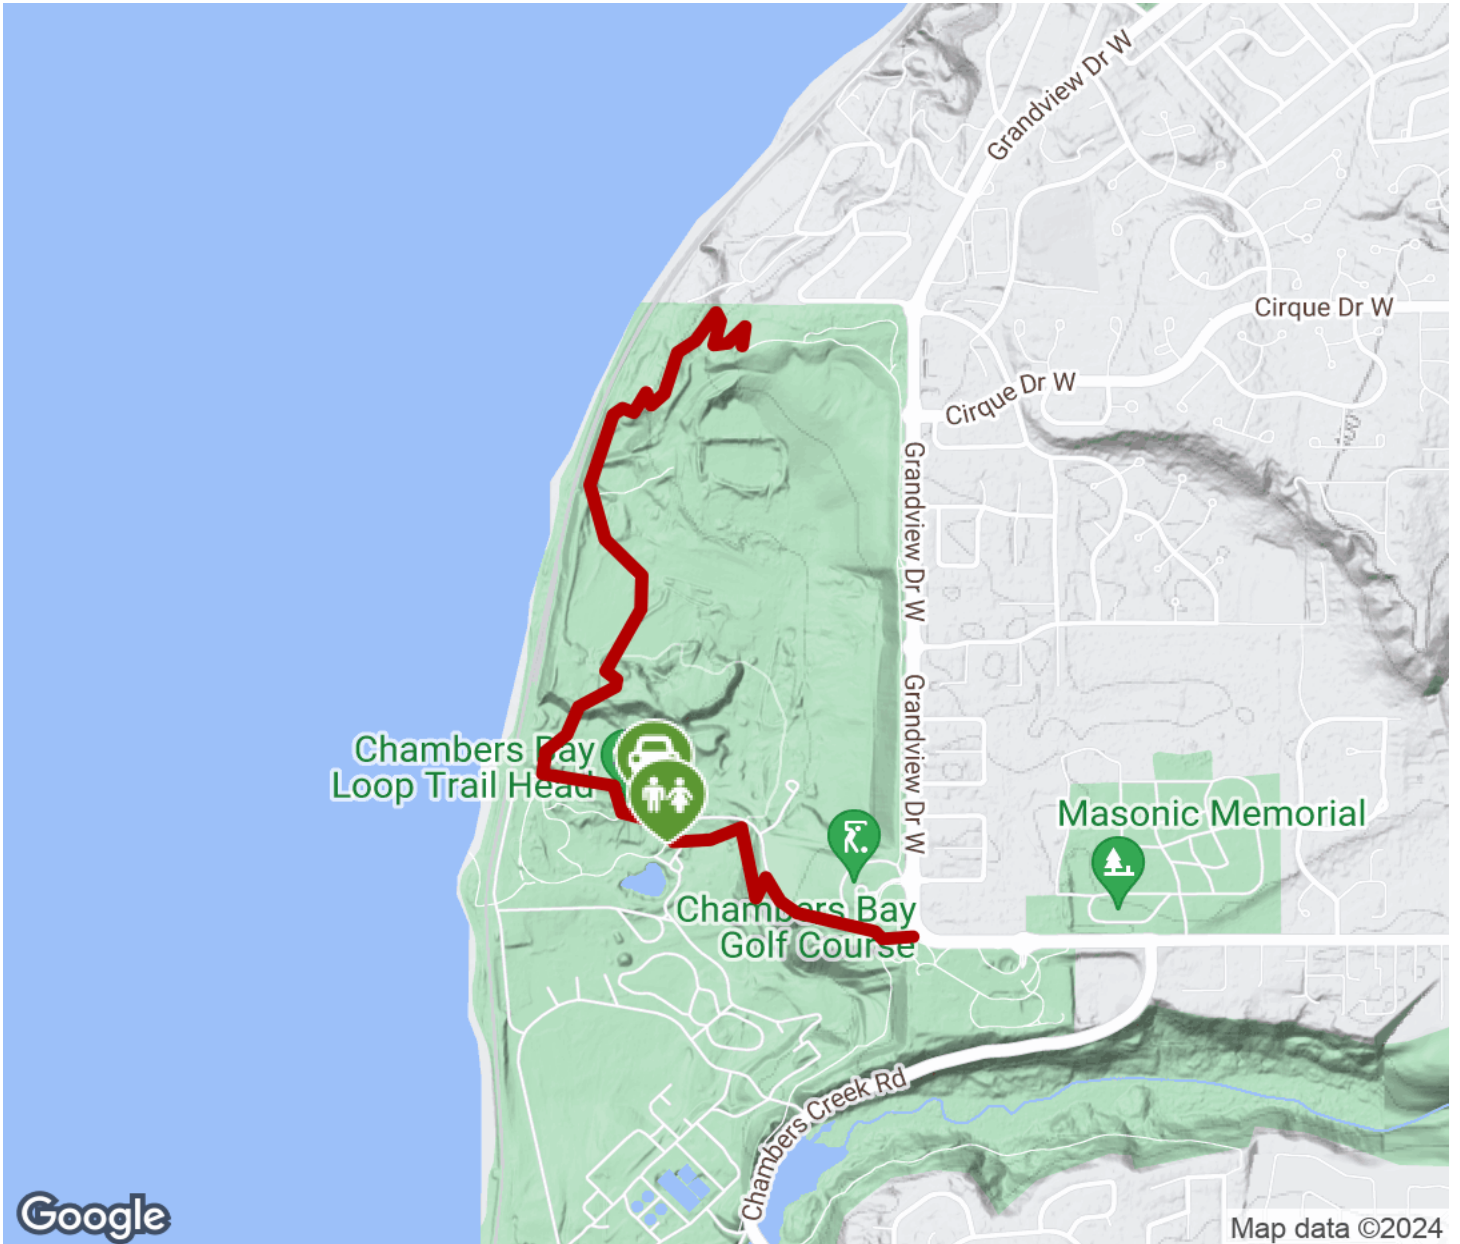 Grandview Dr W
Cirque Dr W
Cirque Dr W
Grandview Dr W
Grandview Dr W
Chambers Bay
Loop Trail Head
Masonic Memorial
Chambers Bay
Golf Course
Chambers Creek Rd
Google
Map data ©2024